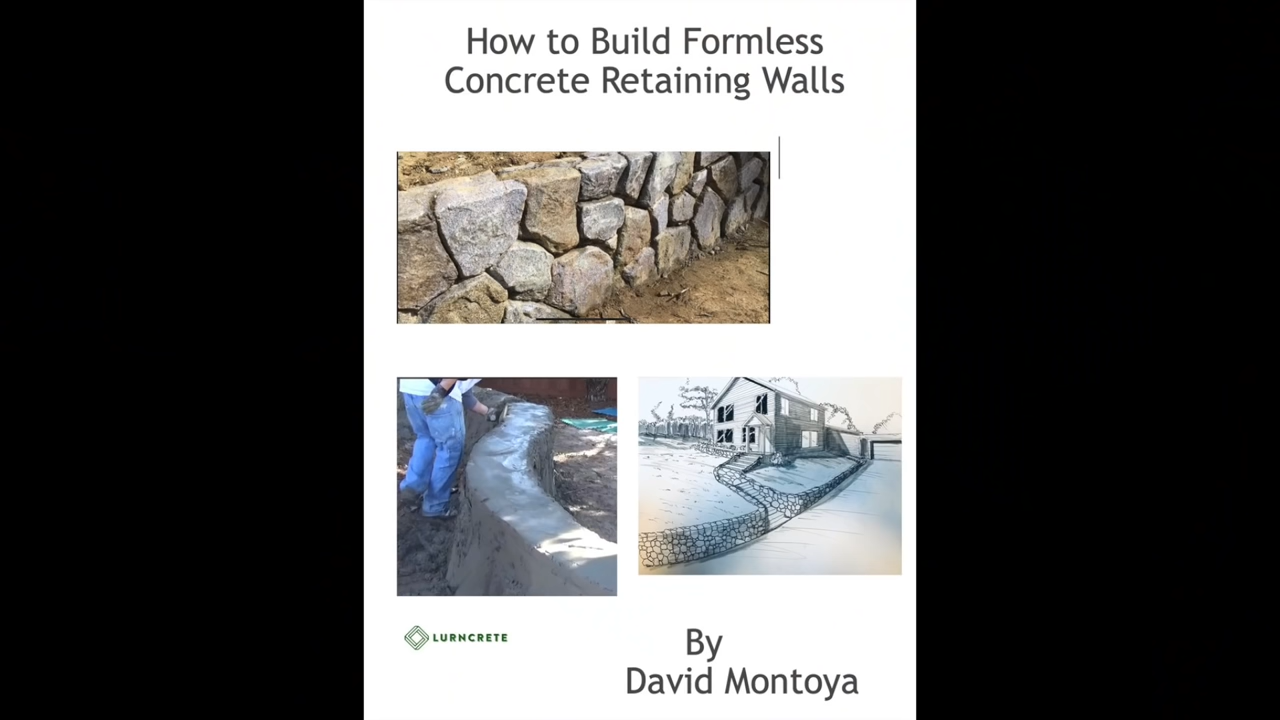 How to Build Formless
Concrete Retaining Walls
LURNCRETE
By
David Montoya